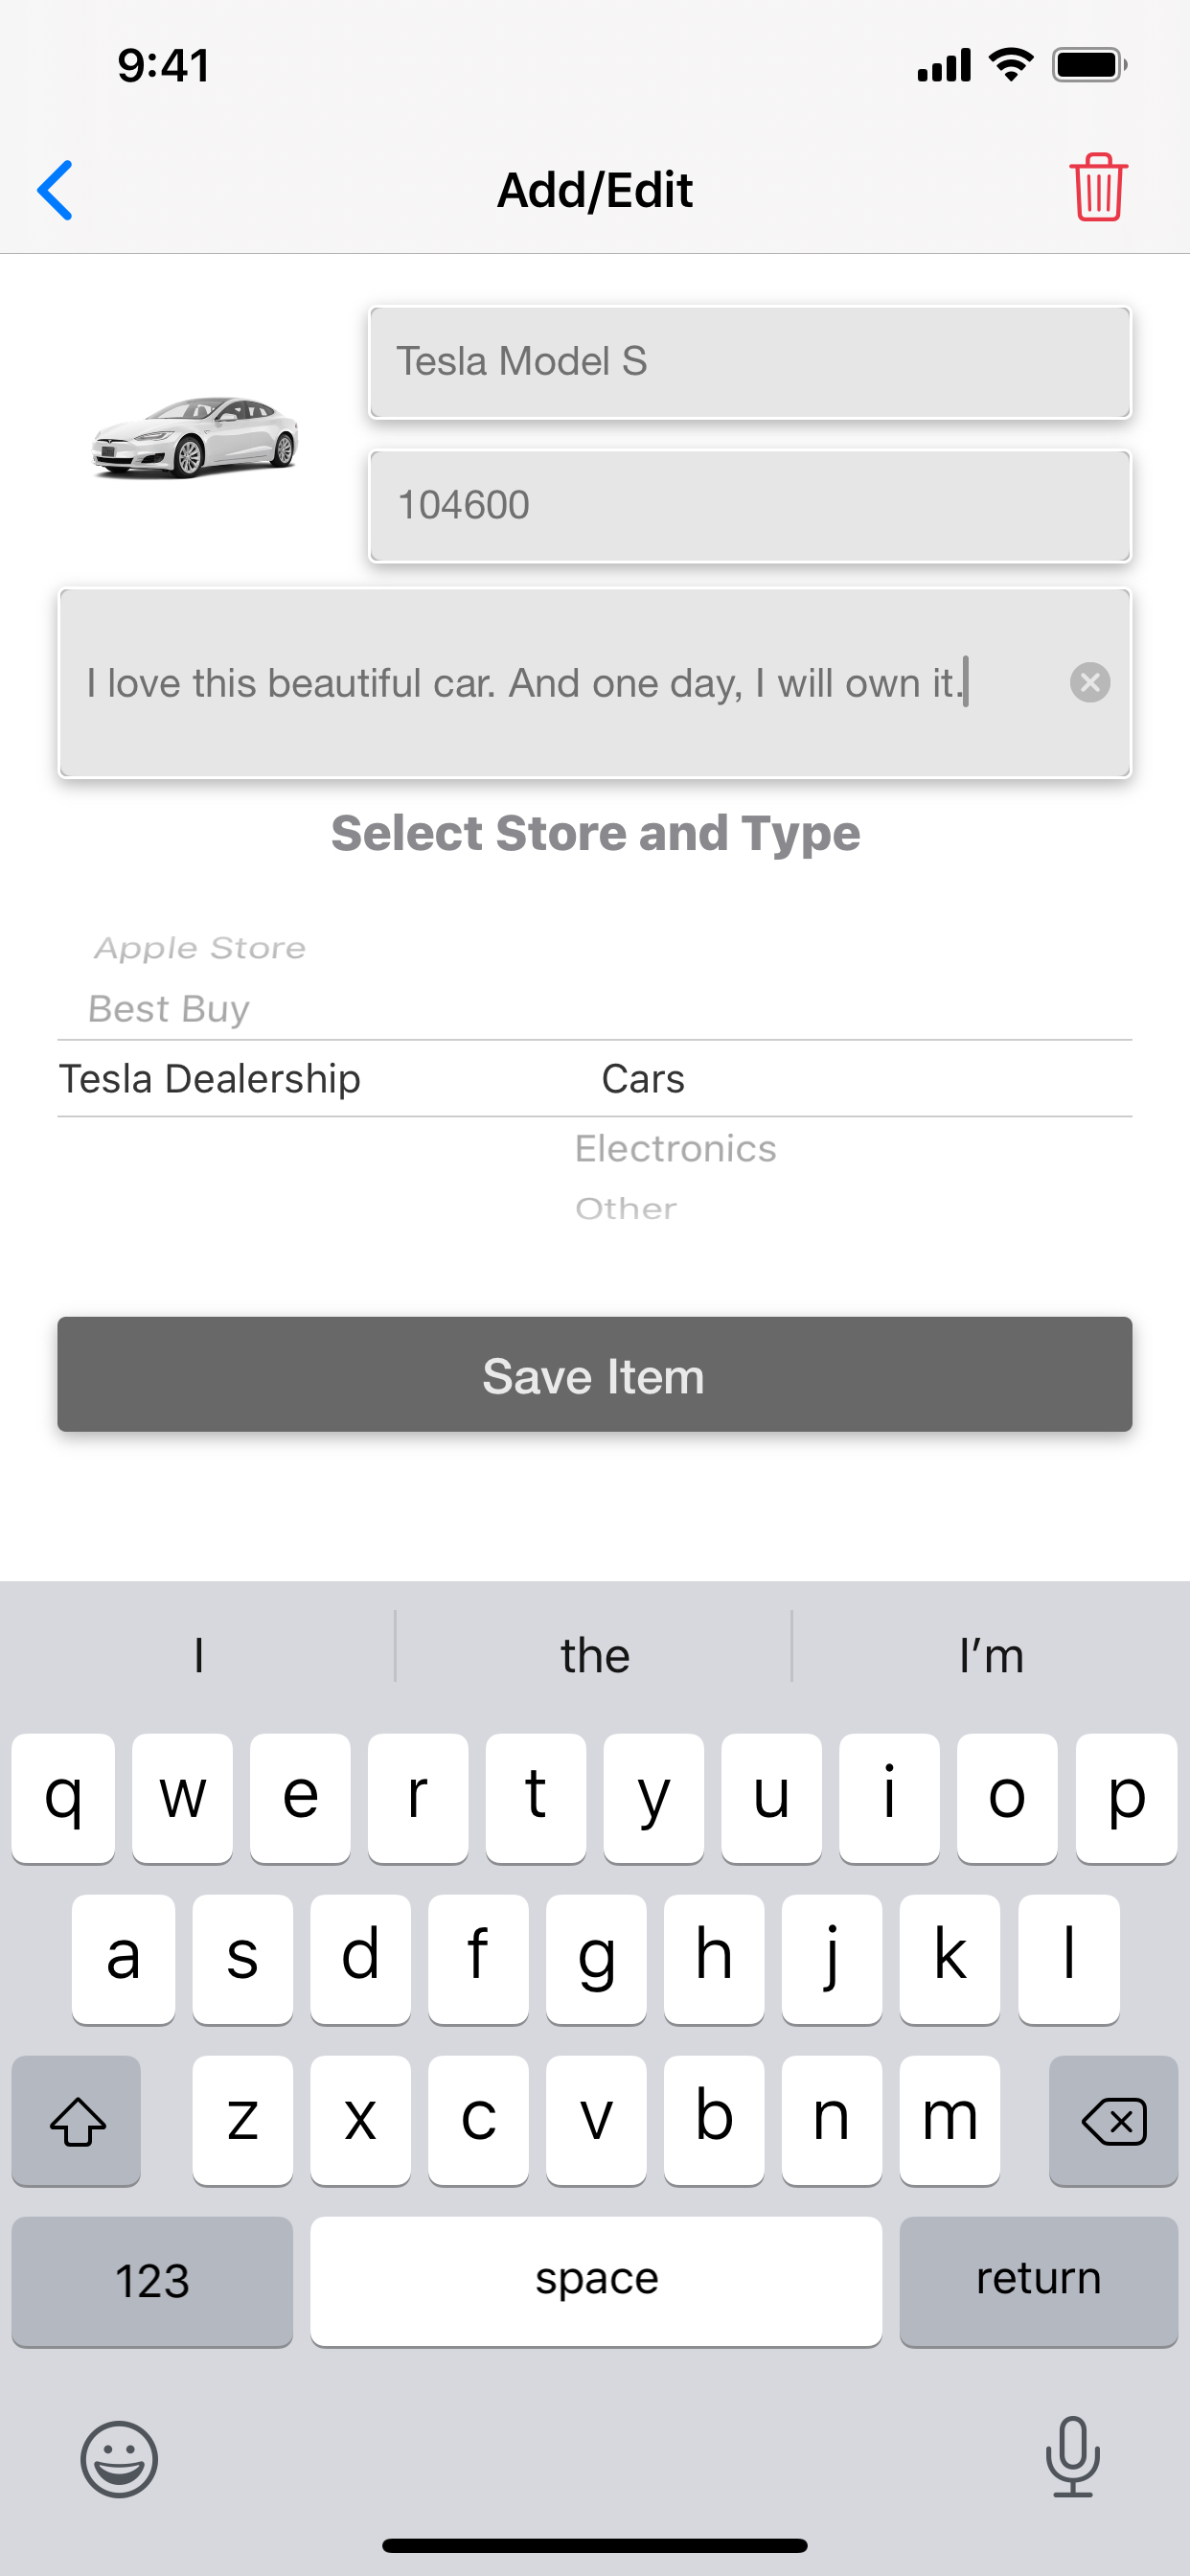 9:41
Add/Edit
Tesla Model S
104600
I love this beautiful car. And one day, I will own it.
Select Store and Type
Apple Store
Best Buy
Tesla Dealership Cars
Electronics
Other
Save Item
I the I’m
q w e r t y u i o p
a s d f g h j k l
z x c v b n m
123 space return